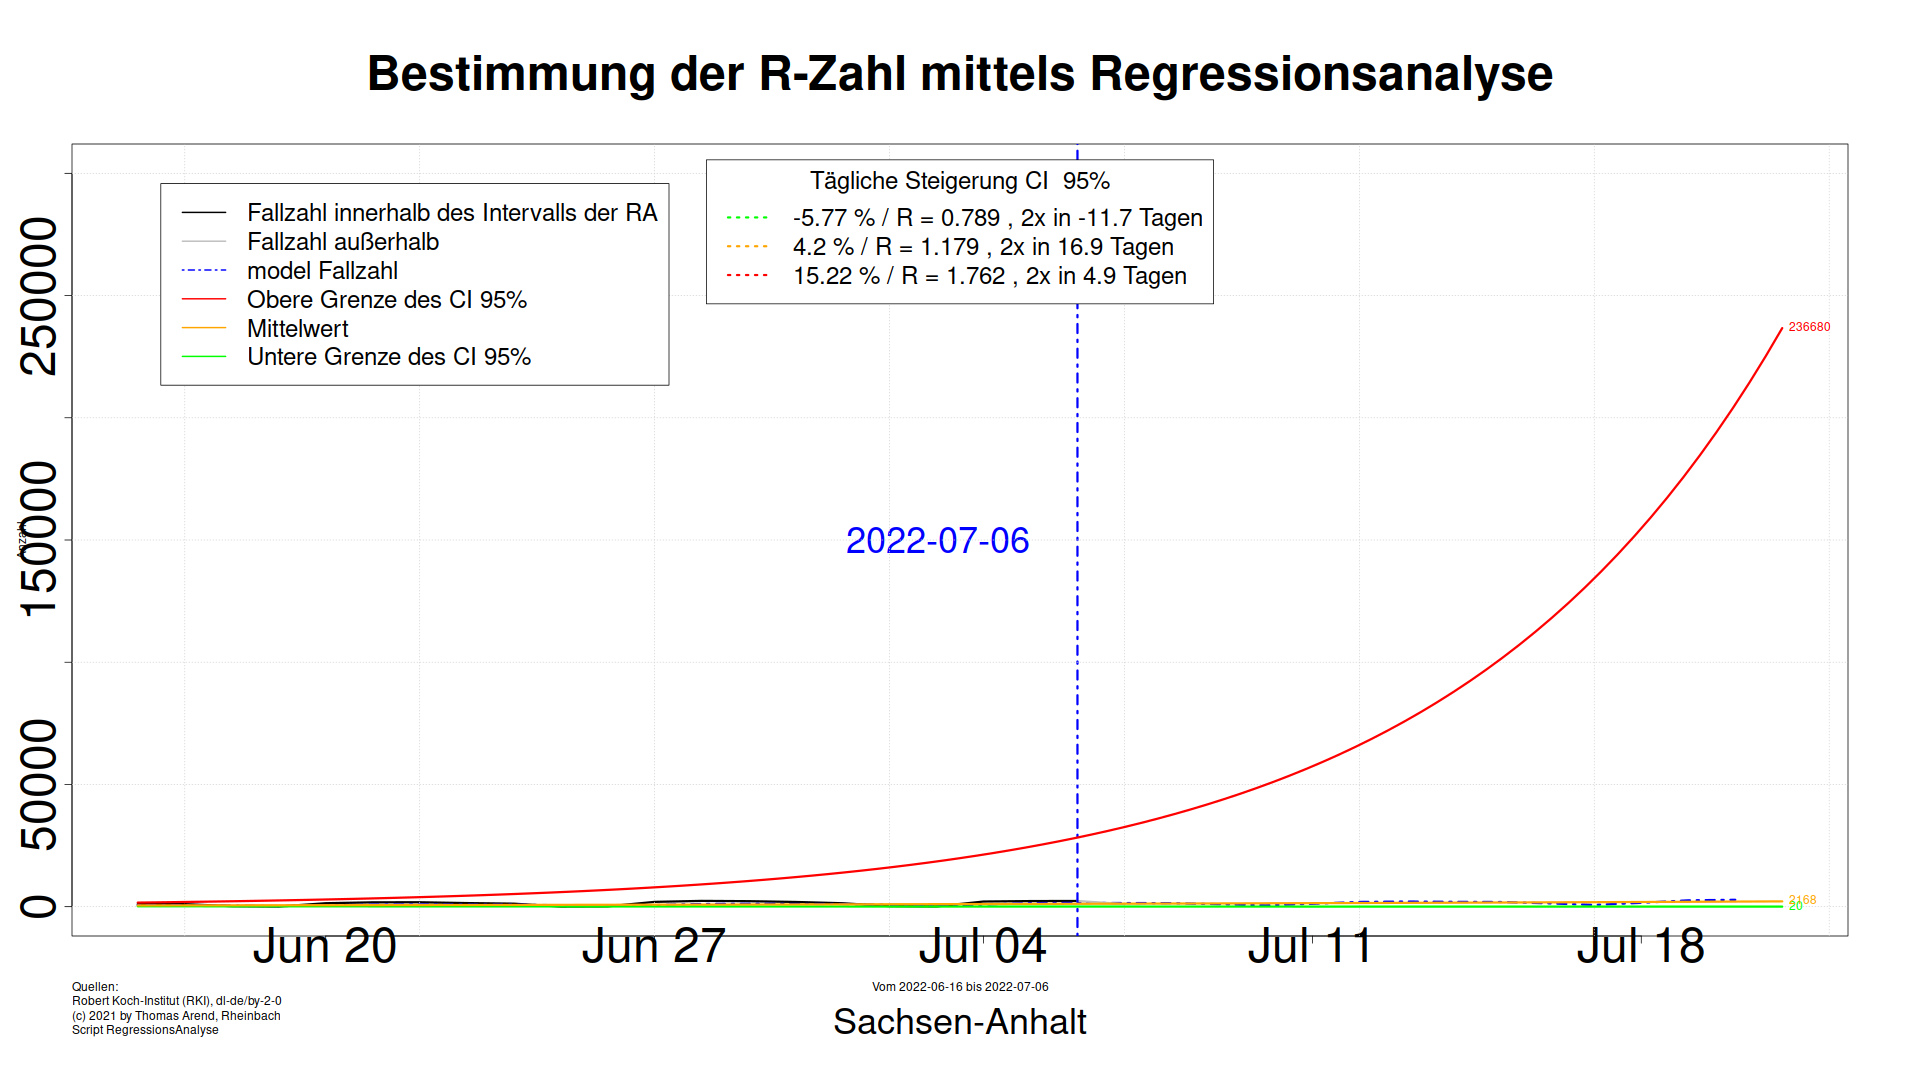 Bestimmung der R-Zahl mittels Regressionsanalyse
Tägliche Steigerung CI 95%
-5.77 % / R = 0.789 , 2x in -11.7 Tagen
4.2 % / R = 1.179 , 2x in 16.9 Tagen
15.22 % / R = 1.762 , 2x in 4.9 Tagen
Fallzahl innerhalb des Intervalls der RA
Fallzahl außerhalb
model Fallzahl
Obere Grenze des CI 95%
Mittelwert
Untere Grenze des CI 95%
250000
150000
50000
0
Anzahl
236680
2022-07-06
2168
20
Jun 20
Jun 27
Jul 04
Jul 11
Jul 18
Quellen:
Robert Koch-Institut (RKI), dl-de/by-2-0
(c) 2021 by Thomas Arend, Rheinbach
Script RegressionsAnalyse
Vom 2022-06-16 bis 2022-07-06
Sachsen-Anhalt